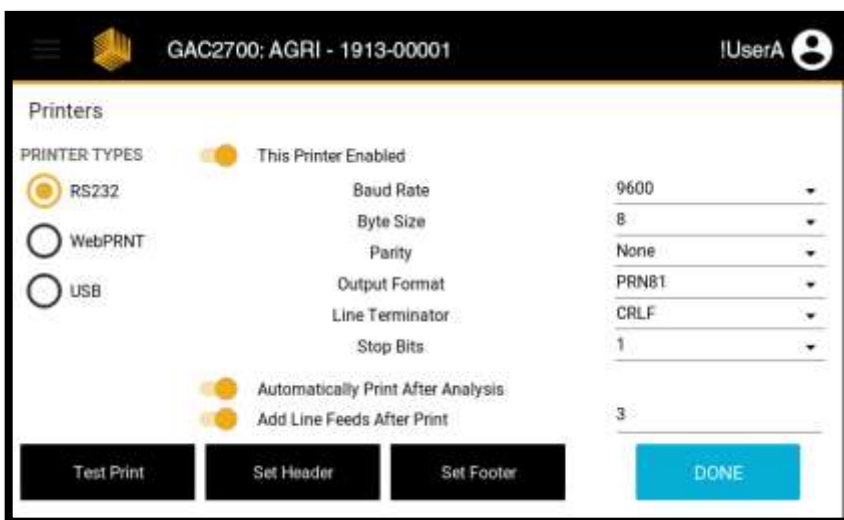 GAC2700: AGRI - 1913-00001 !UserA
Printers
PRINTER TYPES
RS232
WebPRNT
USB
This Printer Enabled
Baud Rate 9600
Byte Size 8
Parity None
Output Format PRN81
Line Terminator CRLF
Stop Bits 1
Automatically Print After Analysis
Add Line Feeds After Print 3
Test Print Set Header Set Footer DONE